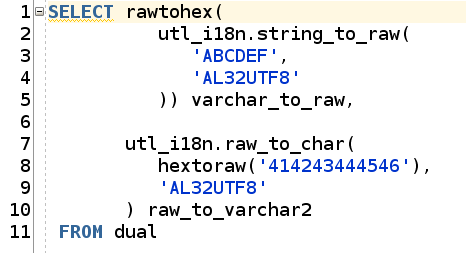 1 SELECT rawtohex(
2 utl_i18n.string_to_raw(
3 'ABCDEF',
4 'AL32UTF8'
5 )) varchar_to_raw,
6
7 utl_i18n.raw_to_char(
8 hextoraw('414243444546'),
9 'AL32UTF8'
10 ) raw_to_varchar2
11 FROM dual